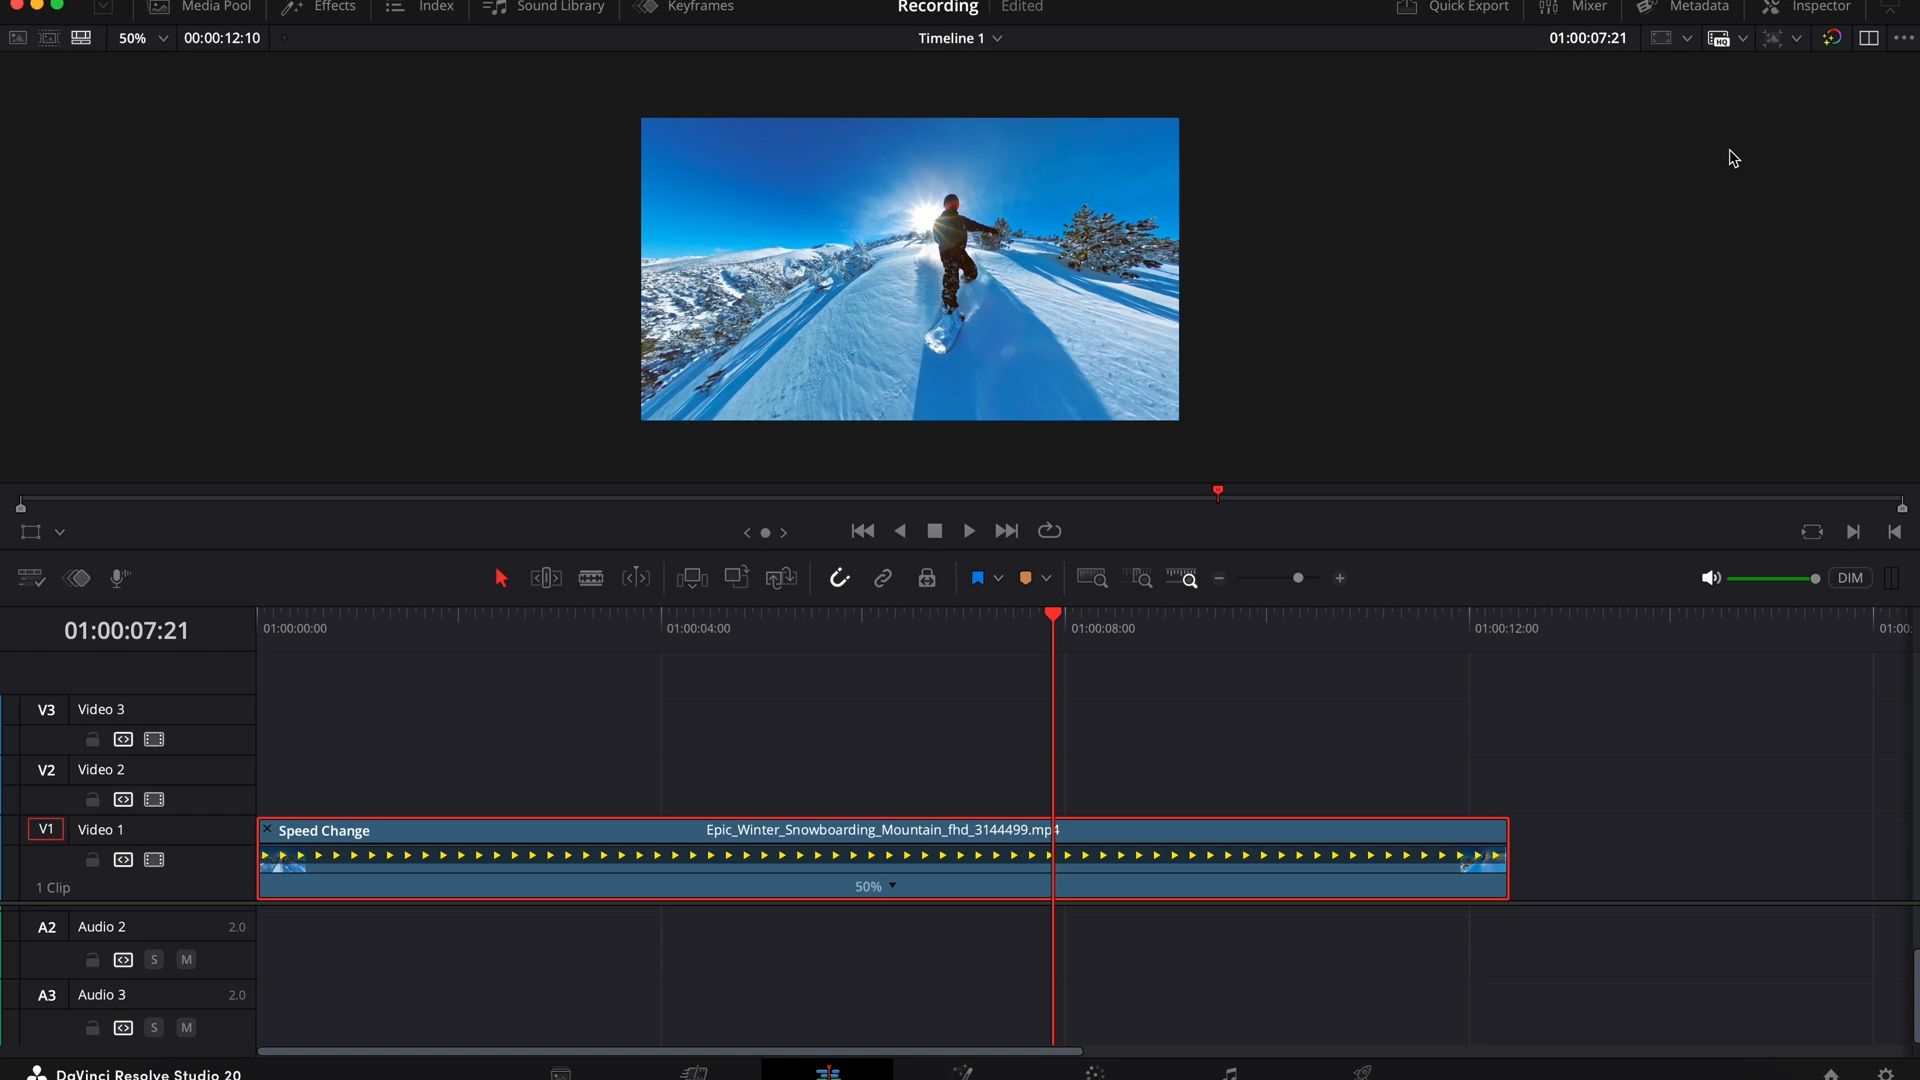 Media Pool Effects Index Sound Library Keyframes Recording Edited Quick Export Mixer Metadata Inspector
50% 00:00:12:10 Timeline 1 01:00:07:21 HQ
DIM
01:00:07:21 01:00:00:00 01:00:04:00 01:00:08:00 01:00:12:00 01:00:
V3 Video 3
V2 Video 2
V1 Video 1 Speed Change Epic_Winter_Snowboarding_Mountain_fhd_3144499.mp4
1 Clip 50%
A2 Audio 2 2.0
S M
A3 Audio 3 2.0
S M
DaVinci Resolve Studio 20